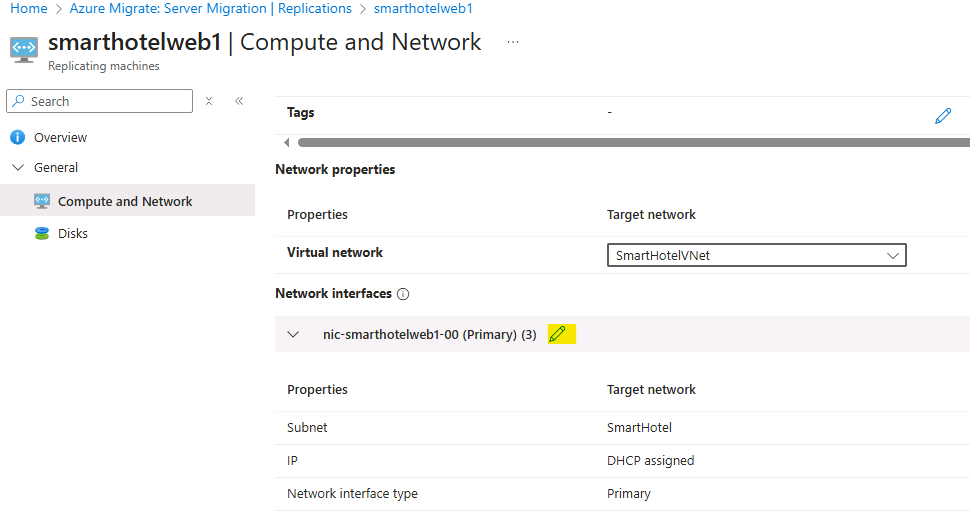 Home > Azure Migrate: Server Migration | Replications > smarthotelweb1
smarthotelweb1 | Compute and Network ...
Replicating machines
Search
Overview
General
Compute and Network
Disks
Tags -
Network properties
Properties Target network
Virtual network SmartHotelVNet
Network interfaces
nic-smarthotelweb1-00 (Primary) (3)
Properties Target network
Subnet SmartHotel
IP DHCP assigned
Network interface type Primary